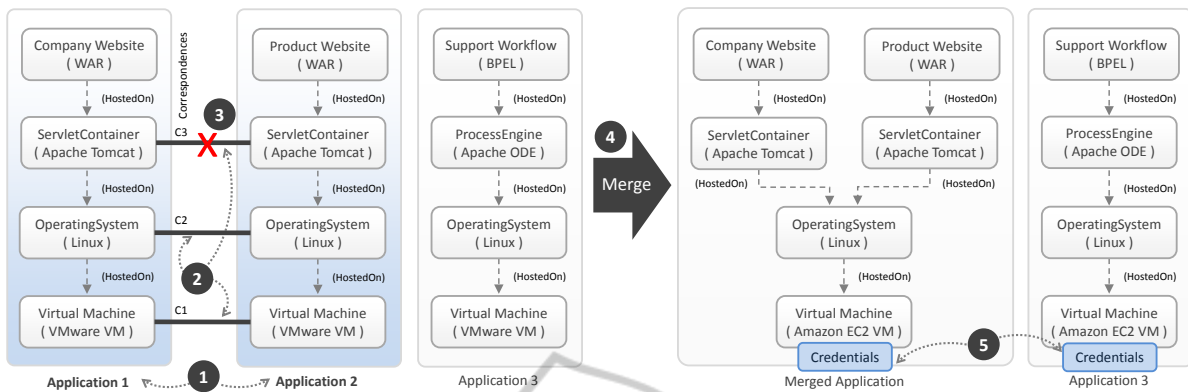 Company Website
( WAR )
(HostedOn)
ServletContainer
( Apache Tomcat )
(HostedOn)
OperatingSystem
( Linux )
(HostedOn)
Virtual Machine
( VMware VM )
Application 1
Correspondences
3
C3
X
C2
2
C1
1
Product Website
( WAR )
(HostedOn)
ServletContainer
( Apache Tomcat )
(HostedOn)
OperatingSystem
( Linux )
(HostedOn)
Virtual Machine
( VMware VM )
Application 2
Support Workflow
( BPEL )
(HostedOn)
ProcessEngine
( Apache ODE )
(HostedOn)
OperatingSystem
( Linux )
(HostedOn)
Virtual Machine
( VMware VM )
Application 3
4
Merge
Company Website
( WAR )
(HostedOn)
ServletContainer
( Apache Tomcat )
(HostedOn)
Product Website
( WAR )
(HostedOn)
ServletContainer
( Apache Tomcat )
(HostedOn)
OperatingSystem
( Linux )
(HostedOn)
Virtual Machine
( Amazon EC2 VM )
Credentials
Merged Application
5
Support Workflow
( BPEL )
(HostedOn)
ProcessEngine
( Apache ODE )
(HostedOn)
OperatingSystem
( Linux )
(HostedOn)
Virtual Machine
( Amazon EC2 VM )
Credentials
Application 3